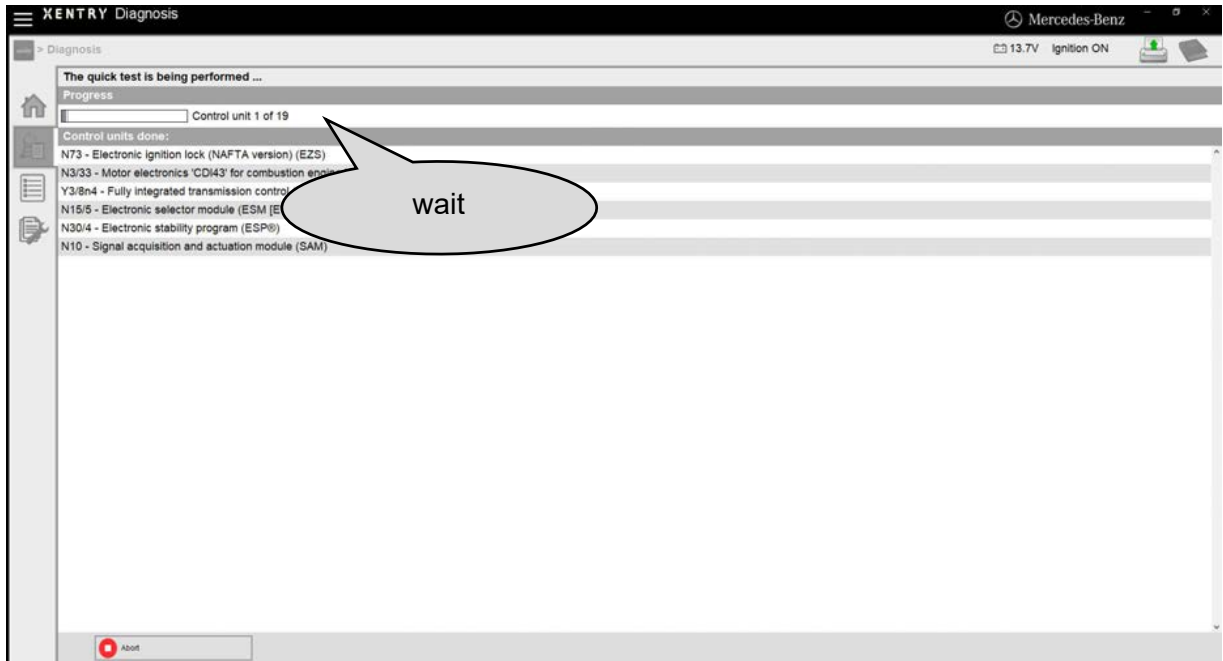 XENTRY Diagnosis
Mercedes-Benz
> Diagnosis
13.7V Ignition ON
The quick test is being performed ...
Progress
Control unit 1 of 19
Control units done:
N73 - Electronic ignition lock (NAFTA version) (EZS)
N3/33 - Motor electronics 'CDI43' for combustion
Y3/8n4 - Fully integrated transmission control
N15/5 - Electronic selector module (ESM
wait
N30/4 - Electronic stability program (ESP®)
N10 - Signal acquisition and actuation module (SAM)
Abort